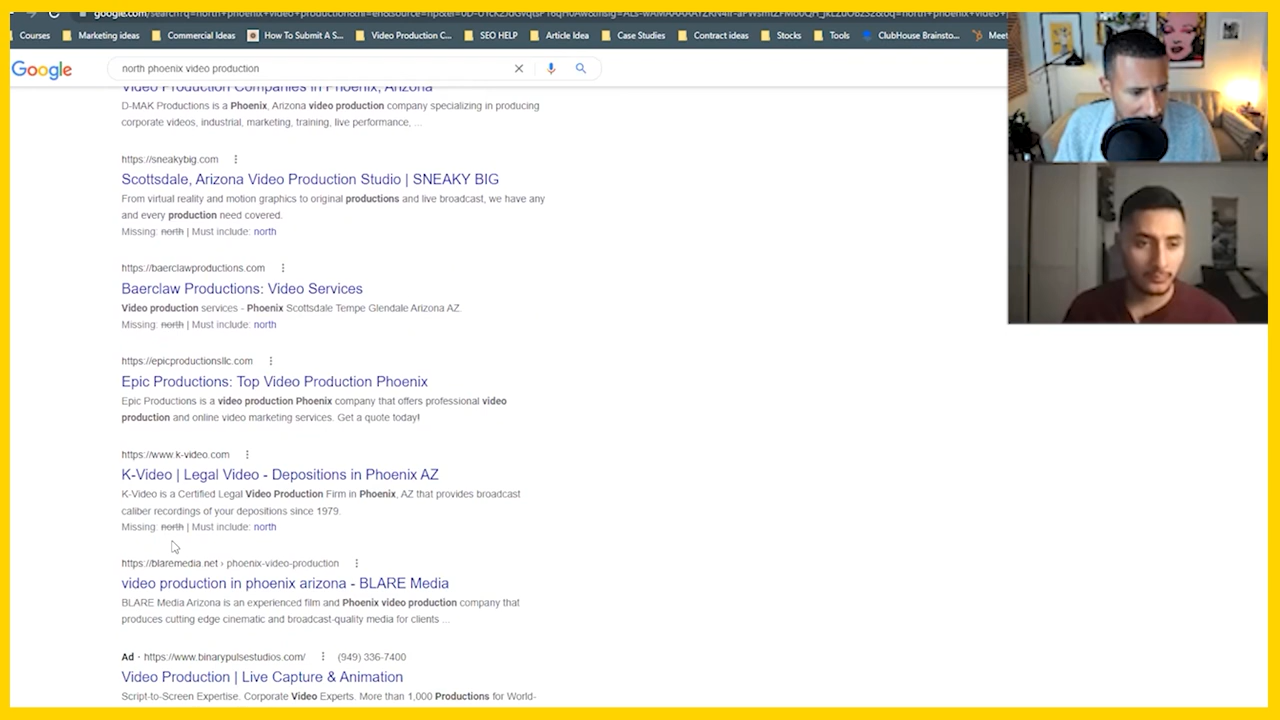 Courses
Marketing ideas
Commercial Ideas
How To Submit A S...
Video Production C...
SEO HELP
Article Idea
Case Studies
Contract ideas
Stocks
Tools
ClubHouse Brainsto...
Meet
Google
north phoenix video production
Video Production Companies in Phoenix, Arizona
D-MAK Productions is a Phoenix, Arizona video production company specializing in producing
corporate videos, industrial, marketing, training, live performance, ...
https://sneakybig.com
Scottsdale, Arizona Video Production Studio | SNEAKY BIG
From virtual reality and motion graphics to original productions and live broadcast, we have any
and every production need covered.
Missing: north | Must include: north
https://baerclawproductions.com
Baerclaw Productions: Video Services
Video production services - Phoenix Scottsdale Tempe Glendale Arizona AZ.
Missing: north | Must include: north
https://epicproductionsllc.com
Epic Productions: Top Video Production Phoenix
Epic Productions is a video production Phoenix company that offers professional video
production and online video marketing services. Get a quote today!
https://www.k-video.com
K-Video | Legal Video - Depositions in Phoenix AZ
K-Video is a Certified Legal Video Production Firm in Phoenix, AZ that provides broadcast
caliber recordings of your depositions since 1979.
Missing: north | Must include: north
https://blaremedia.net › phoenix-video-production
video production in phoenix arizona - BLARE Media
BLARE Media Arizona is an experienced film and Phoenix video production company that
produces cutting edge cinematic and broadcast-quality media for clients ...
Ad · https://www.binarypulsestudios.com/ (949) 336-7400
Video Production | Live Capture & Animation
Script-to-Screen Expertise. Corporate Video Experts. More than 1,000 Productions for World-